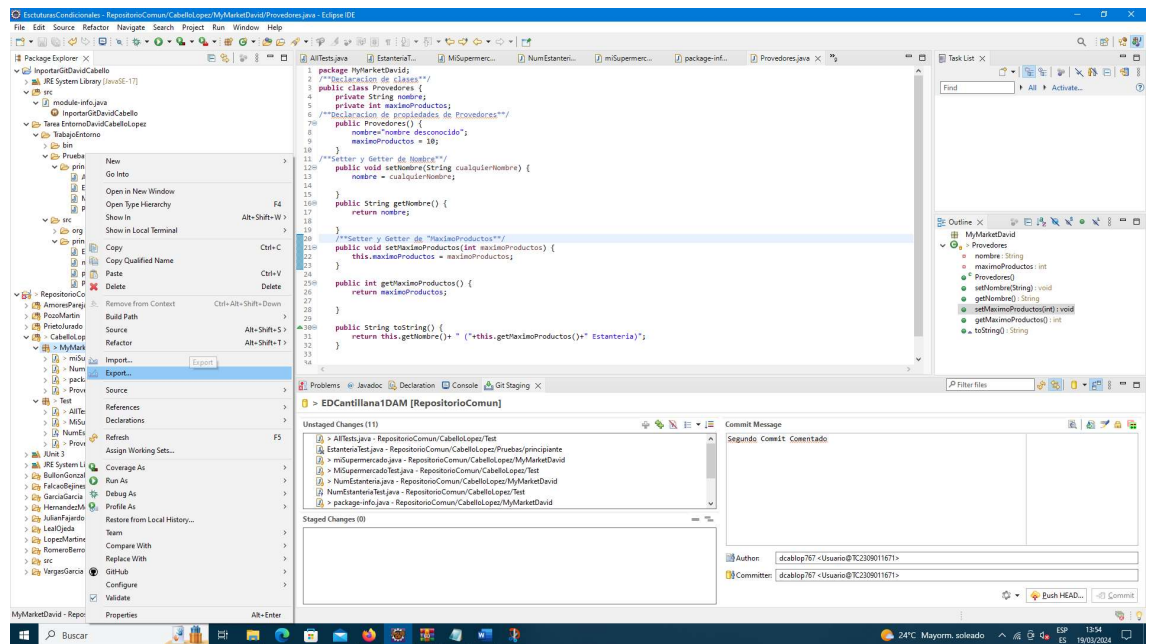 EscturasCondicionales - RepositorioComun/CabelloLopez/MyMarketDavid/Provedores.java - Eclipse IDE
File Edit Source Refactor Navigate Search Project Run Window Help
Package Explorer
InportarGitDavidCabello
JRE System Library [JavaSE-17]
src
module-info.java
InportarGitDavidCabello
Tarea EntornoDavidCabelloLopez
TrabajoEntorno
bin
Prueba
prin
src
org
prin
> RepositorioCo
AmoresPareja
PozoMartin
PrietoJurado
> CabelloLop
> MyMark
> miSu
> Num
> pack
> Prov
> Test
> AllTe
> MiSu
> NumEs
> Prov
JUnit 3
JRE System Li
BullonGonzal
FalcaoBejines
GarciaGarcia
HernandezM
JulianFajardo
LealOjeda
LopezMartine
RomeroBerro
src
VargasGarcia
MyMarketDavid - Repos
New
Go Into
Open in New Window
Open Type Hierarchy F4
Show In Alt+Shift+W >
Show in Local Terminal
Copy Ctrl+C
Copy Qualified Name
Paste Ctrl+V
Delete Delete
Remove from Context Ctrl+Alt+Shift+Down
Build Path
Source Alt+Shift+S >
Refactor Alt+Shift+T >
Import...
Export...
Export
Source
References
Declarations
Refresh F5
Assign Working Sets...
Coverage As
Run As
Debug As
Profile As
Restore from Local History...
Team
Compare With
Replace With
GitHub
Configure
Validate
Properties Alt+Enter
AllTests.java EstanteriaT... MiSupermerc... NumEstanteri... miSupermerc... package-inf... Provedores.java
1 package MyMarketDavid;
2 /**Declaracion de clases**/
3 public class Provedores {
4 private String nombre;
5 private int maximoProductos;
6 /**Declaracion de propiedades de Provedores**/
7 public Provedores() {
8 nombre="nombre desconocido";
9 maximoProductos = 10;
10 }
11 /**Setter y Getter de Nombre**/
12 public void setNombre(String cualquierNombre) {
13 nombre = cualquierNombre;
14
15 }
16 public String getNombre() {
17 return nombre;
18
19 }
20 /**Setter y Getter de "MaximoProductos"**/
21 public void setMaximoProductos(int maximoProductos) {
22 this.maximoProductos = maximoProductos;
23 }
24
25 public int getMaximoProductos() {
26 return maximoProductos;
27
28 }
29
30 public String toString() {
31 return this.getNombre()+ " ("+this.getMaximoProductos()+" Estanteria)";
32 }
33
34
Task List
Find All Activate...
Outline
MyMarketDavid
Provedores
nombre : String
maximoProductos : int
Provedores()
setNombre(String) : void
getNombre() : String
setMaximoProductos(int) : void
getMaximoProductos() : int
toString() : String
Problems Javadoc Declaration Console Git Staging
Filter files
> EDCantillana1DAM [RepositorioComun]
Unstaged Changes (11)
> AllTests.java - RepositorioComun/CabelloLopez/Test
EstanteriaTest.java - RepositorioComun/CabelloLopez/Pruebas/principiante
> miSupermercado.java - RepositorioComun/CabelloLopez/MyMarketDavid
> MiSupermercadoTest.java - RepositorioComun/CabelloLopez/Test
> NumEstanteria.java - RepositorioComun/CabelloLopez/MyMarketDavid
> NumEstanteriaTest.java - RepositorioComun/CabelloLopez/Test
> package-info.java - RepositorioComun/CabelloLopez/MyMarketDavid
Staged Changes (0)
Commit Message
Segundo Commit Comentado
Author: dcablop767 <Usuario@TC2309011671>
Committer: dcablop767 <Usuario@TC2309011671>
Push HEAD... Commit
Buscar
24°C Mayorm. soleado
ESP
ES
13:54
19/03/2024